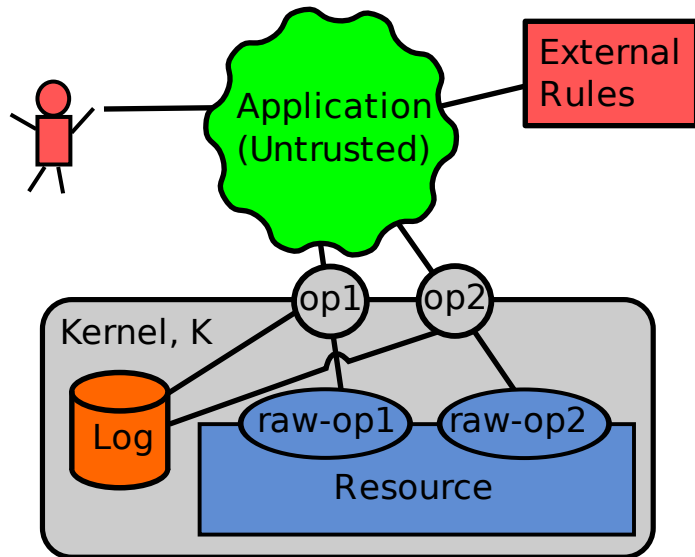 External
Rules
Application
(Untrusted)
op1
op2
Kernel, K
Log
raw-op1
raw-op2
Resource